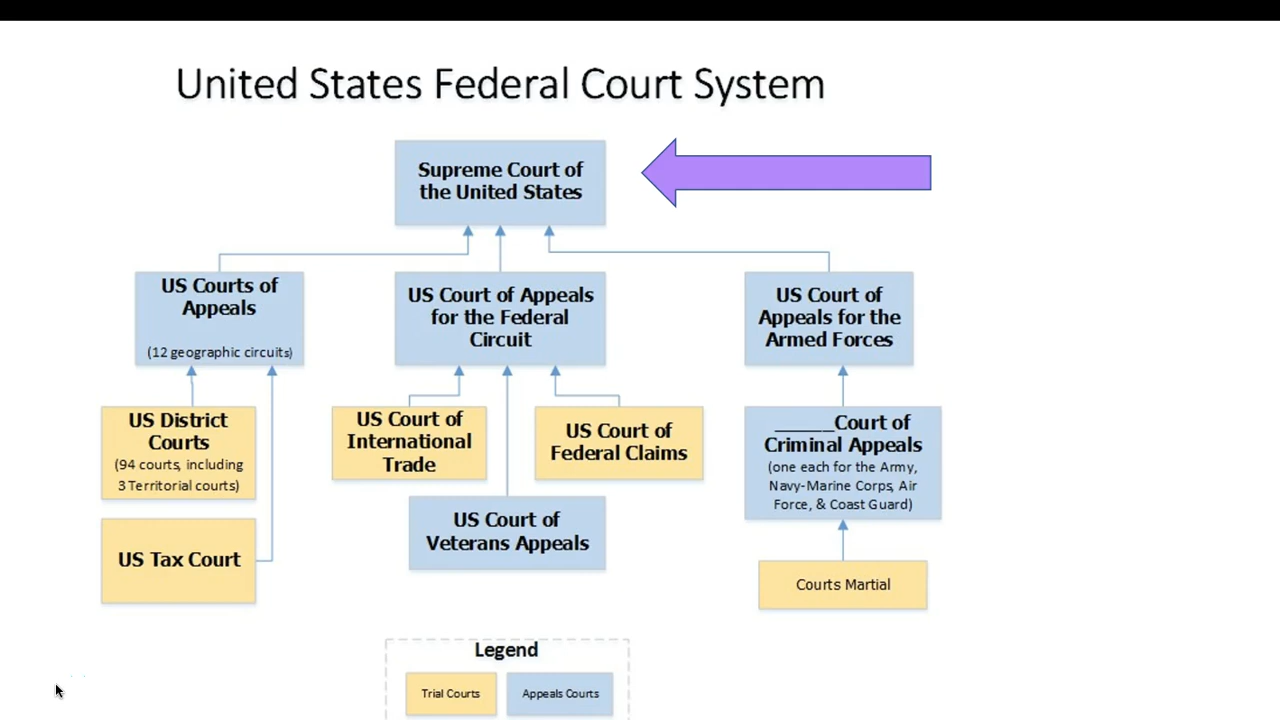 United States Federal Court System
Supreme Court of
the United States
US Courts of
Appeals
(12 geographic circuits)
US Court of Appeals
for the Federal
Circuit
US Court of
Appeals for the
Armed Forces
US District
Courts
(94 courts, including
3 Territorial courts)
US Court of
International
Trade
US Court of
Federal Claims
______Court of
Criminal Appeals
(one each for the Army,
Navy-Marine Corps, Air
Force, & Coast Guard)
US Tax Court
US Court of
Veterans Appeals
Courts Martial
Legend
Trial Courts
Appeals Courts